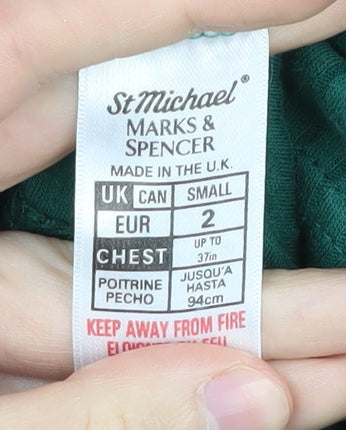 St Michael®
MARKS &
SPENCER
MADE IN THE U.K.
UK CAN SMALL
EUR 2
CHEST UP TO 37in
POITRINE PECHO JUSQU'A HASTA 94cm
KEEP AWAY FROM FIRE